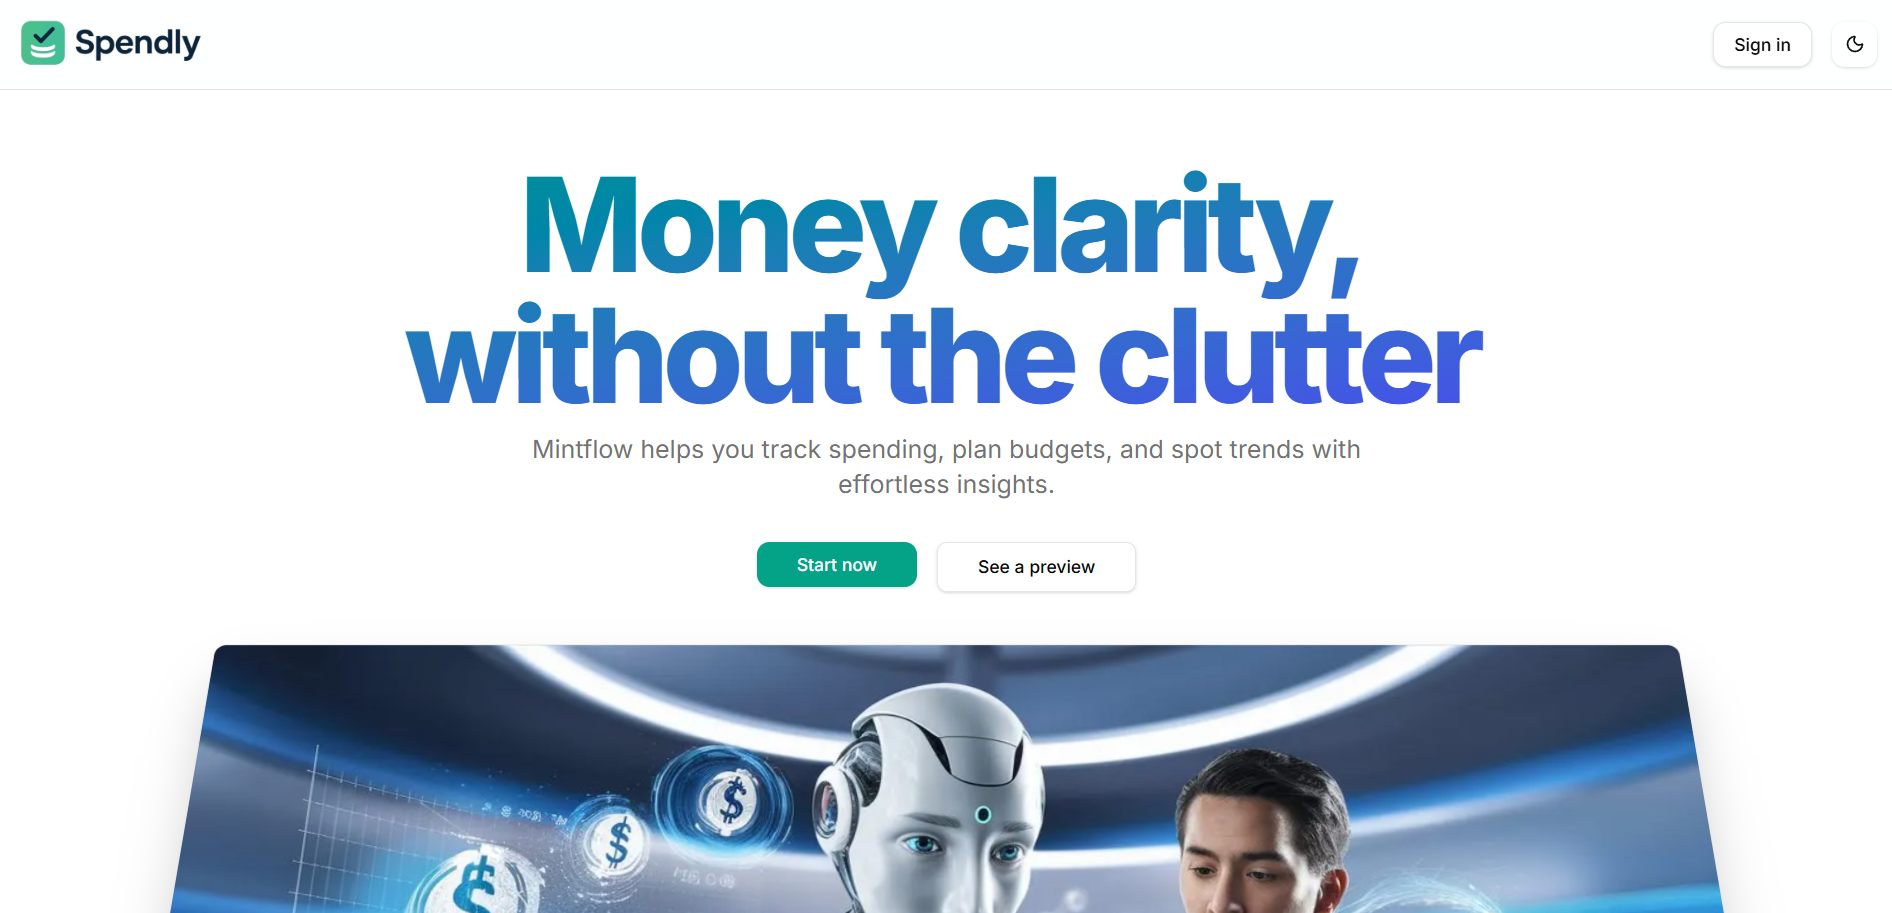 Spendly
Sign in
Money clarity,
without the clutter
Mintflow helps you track spending, plan budgets, and spot trends with
effortless insights.
Start now
See a preview
$
$
$